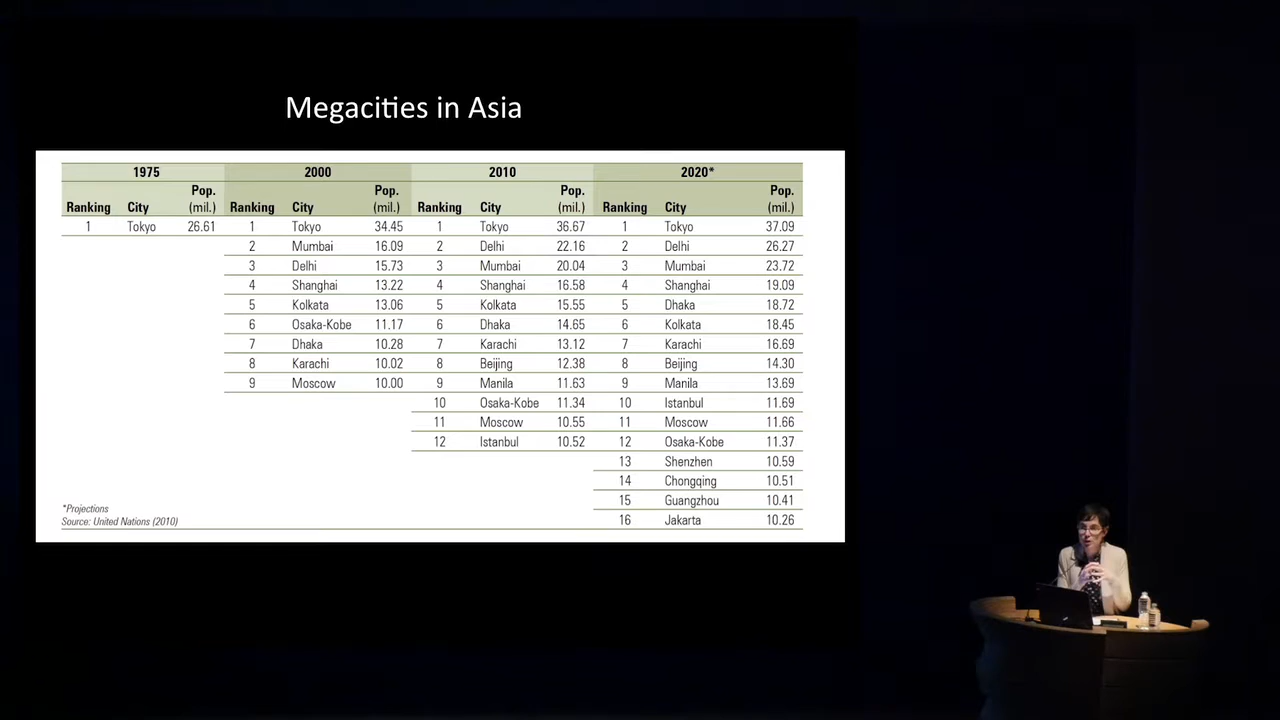 Megacities in Asia
1975 2000 2010 2020*
Pop. Pop. Pop. Pop.
Ranking City (mil.) Ranking City (mil.) Ranking City (mil.) Ranking City (mil.)
1 Tokyo 26.61 1 Tokyo 34.45 1 Tokyo 36.67 1 Tokyo 37.09
2 Mumbai 16.09 2 Delhi 22.16 2 Delhi 26.27
3 Delhi 15.73 3 Mumbai 20.04 3 Mumbai 23.72
4 Shanghai 13.22 4 Shanghai 16.58 4 Shanghai 19.09
5 Kolkata 13.06 5 Kolkata 15.55 5 Dhaka 18.72
6 Osaka-Kobe 11.17 6 Dhaka 14.65 6 Kolkata 18.45
7 Dhaka 10.28 7 Karachi 13.12 7 Karachi 16.69
8 Karachi 10.02 8 Beijing 12.38 8 Beijing 14.30
9 Moscow 10.00 9 Manila 11.63 9 Manila 13.69
10 Osaka-Kobe 11.34 10 Istanbul 11.69
11 Moscow 10.55 11 Moscow 11.66
12 Istanbul 10.52 12 Osaka-Kobe 11.37
13 Shenzhen 10.59
14 Chongqing 10.51
15 Guangzhou 10.41
*Projections
Source: United Nations (2010) 16 Jakarta 10.26